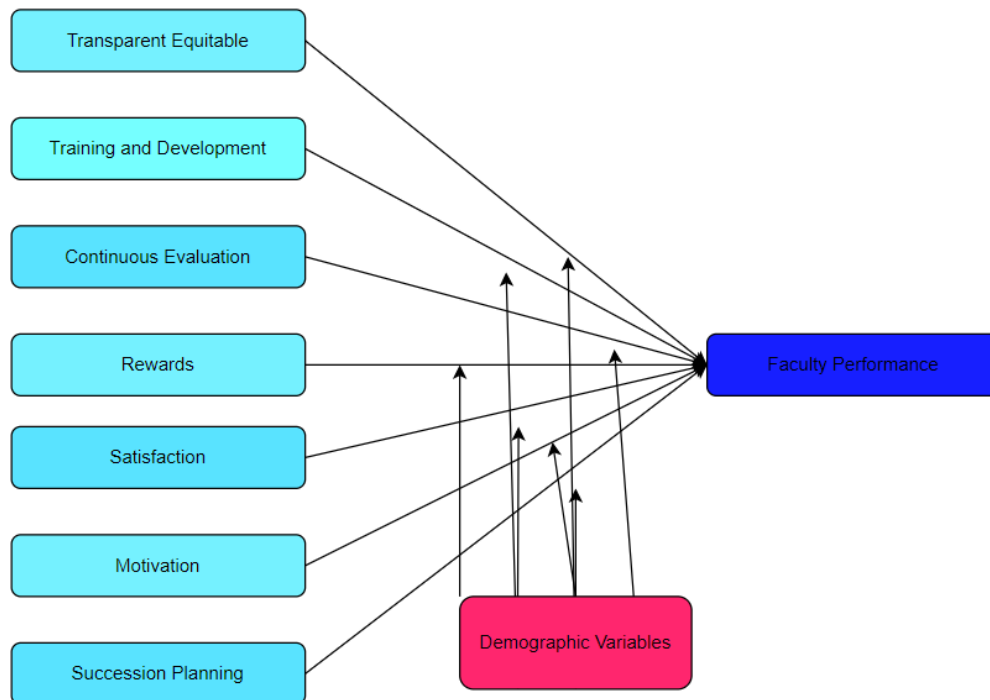 Transparent Equitable
Training and Development
Continuous Evaluation
Rewards
Faculty Performance
Satisfaction
Motivation
Demographic Variables
Succession Planning